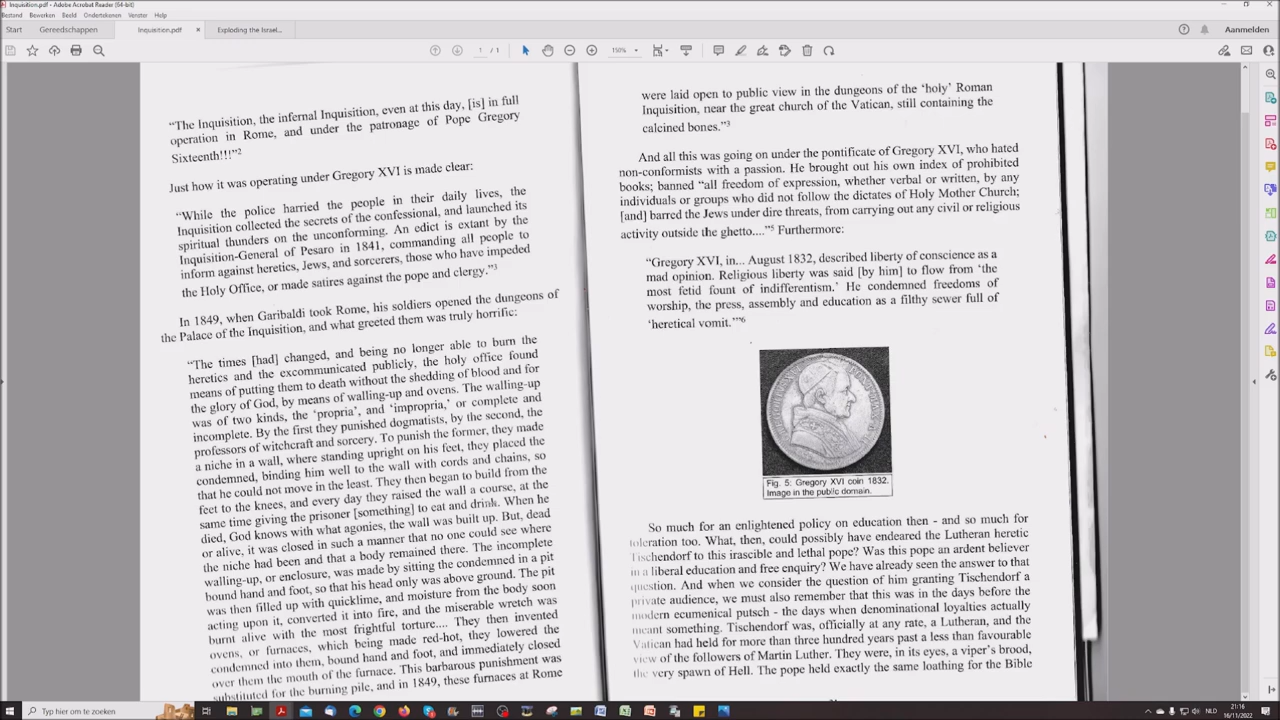 Inquisition.pdf - Adobe Acrobat Reader (64-bit)
Bestand Bewerken Beeld Ondertekenen Venster Help
Start Gereedschappen Inquisition.pdf × Exploding the Israel... Aanmelden
1 / 1 150%
“The Inquisition, the infernal Inquisition, even at this day, [is] in full
operation in Rome, and under the patronage of Pope Gregory
Sixteenth!!!”2
Just how it was operating under Gregory XVI is made clear:
“While the police harried the people in their daily lives, the
Inquisition collected the secrets of the confessional, and launched its
spiritual thunders on the unconforming. An edict is extant by the
Inquisition-General of Pesaro in 1841, commanding all people to
inform against heretics, Jews, and sorcerers, those who have impeded
the Holy Office, or made satires against the pope and clergy.”3
In 1849, when Garibaldi took Rome, his soldiers opened the dungeons of
the Palace of the Inquisition, and what greeted them was truly horrific:
“The times [had] changed, and being no longer able to burn the
heretics and the excommunicated publicly, the holy office found
means of putting them to death without the shedding of blood and for
the glory of God, by means of walling-up and ovens. The walling-up
was of two kinds, the ‘propria’, and ‘impropria,’ or complete and
incomplete. By the first they punished dogmatists, by the second, the
professors of witchcraft and sorcery. To punish the former, they made
a niche in a wall, where standing upright on his feet, they placed the
condemned, binding him well to the wall with cords and chains, so
that he could not move in the least. They then began to build from the
feet to the knees, and every day they raised the wall a course, at the
same time giving the prisoner [something] to eat and drink. When he
died, God knows with what agonies, the wall was built up. But, dead
or alive, it was closed in such a manner that no one could see where
the niche had been and that a body remained there. The incomplete
walling-up, or enclosure, was made by sitting the condemned in a pit
bound hand and foot, so that his head only was above ground. The pit
was then filled up with quicklime, and moisture from the body soon
acting upon it, converted it into fire, and the miserable wretch was
burnt alive with the most frightful torture.... They then invented
ovens, or furnaces, which being made red-hot, they lowered the
condemned into them, bound hand and foot, and immediately closed
over them the mouth of the furnace. This barbarous punishment was
substituted for the burning pile, and in 1849, these furnaces at Rome
were laid open to public view in the dungeons of the ‘holy’ Roman
Inquisition, near the great church of the Vatican, still containing the
calcined bones.”3
And all this was going on under the pontificate of Gregory XVI, who hated
non-conformists with a passion. He brought out his own index of prohibited
books; banned “all freedom of expression, whether verbal or written, by any
individuals or groups who did not follow the dictates of Holy Mother Church;
[and] barred the Jews under dire threats, from carrying out any civil or religious
activity outside the ghetto....”5 Furthermore:
“Gregory XVI, in... August 1832, described liberty of conscience as a
mad opinion. Religious liberty was said [by him] to flow from ‘the
most fetid fount of indifferentism.’ He condemned freedoms of
worship, the press, assembly and education as a filthy sewer full of
‘heretical vomit.’”6
Fig. 5: Gregory XVI coin 1832.
Image in the public domain.
So much for an enlightened policy on education then - and so much for
toleration too. What, then, could possibly have endeared the Lutheran heretic
Tischendorf to this irascible and lethal pope? Was this pope an ardent believer
in a liberal education and free enquiry? We have already seen the answer to that
question. And when we consider the question of him granting Tischendorf a
private audience, we must also remember that this was in the days before the
modern ecumenical putsch - the days when denominational loyalties actually
meant something. Tischendorf was, officially at any rate, a Lutheran, and the
Vatican had held for more than three hundred years past a less than favourable
view of the followers of Martin Luther. They were, in its eyes, a viper’s brood,
the very spawn of Hell. The pope held exactly the same loathing for the Bible
Typ hier om te zoeken
NLD
21:16
16/11/2022